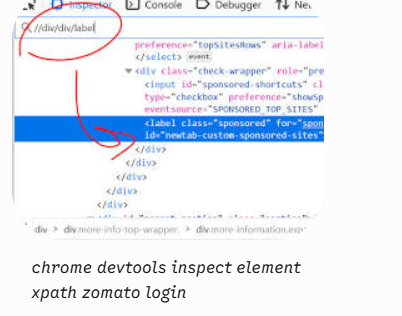 Inspector Console Debugger Ne
//div/div/label
preference="topSitesRows" aria-label
</select> event
<div class="check-wrapper" role="pre
<input id="sponsored-shortcuts" cl
type="checkbox" preference="showSp
eventsource="SPONSORED_TOP_SITES"
<label class="sponsored" for="spon
id="newtab-custom-sponsored-sites"
</div>
</div>
</div>
</div>
</div>
div > div.more-info-top-wrapper. > div.more-information.exp
chrome devtools inspect element
xpath zomato login